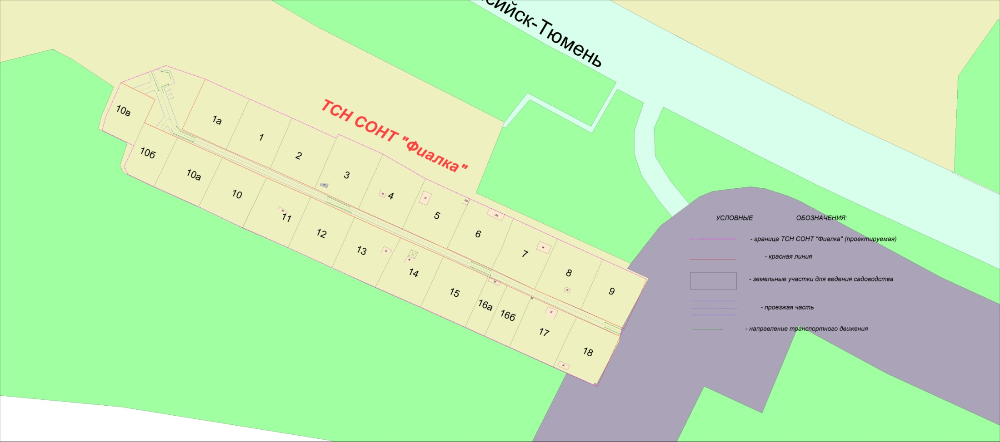 сийск-Тюмень
ТСН СОНТ "Фиалка"
10в
1а
1
2
3
4
5
6
7
8
9
10б
10а
10
11
12
13
14
15
16а
16б
17
18
Ж
Ж
2Ж
2Ж
Ж
Ж
Ж
Ж
Ж
Ж
Ж
Ж
УСЛОВНЫЕ ОБОЗНАЧЕНИЯ:
- граница ТСН СОНТ "Фиалка" (проектируемая)
- красная линия
- земельные участки для ведения садоводства
- проезжая часть
- направление транспортного движения